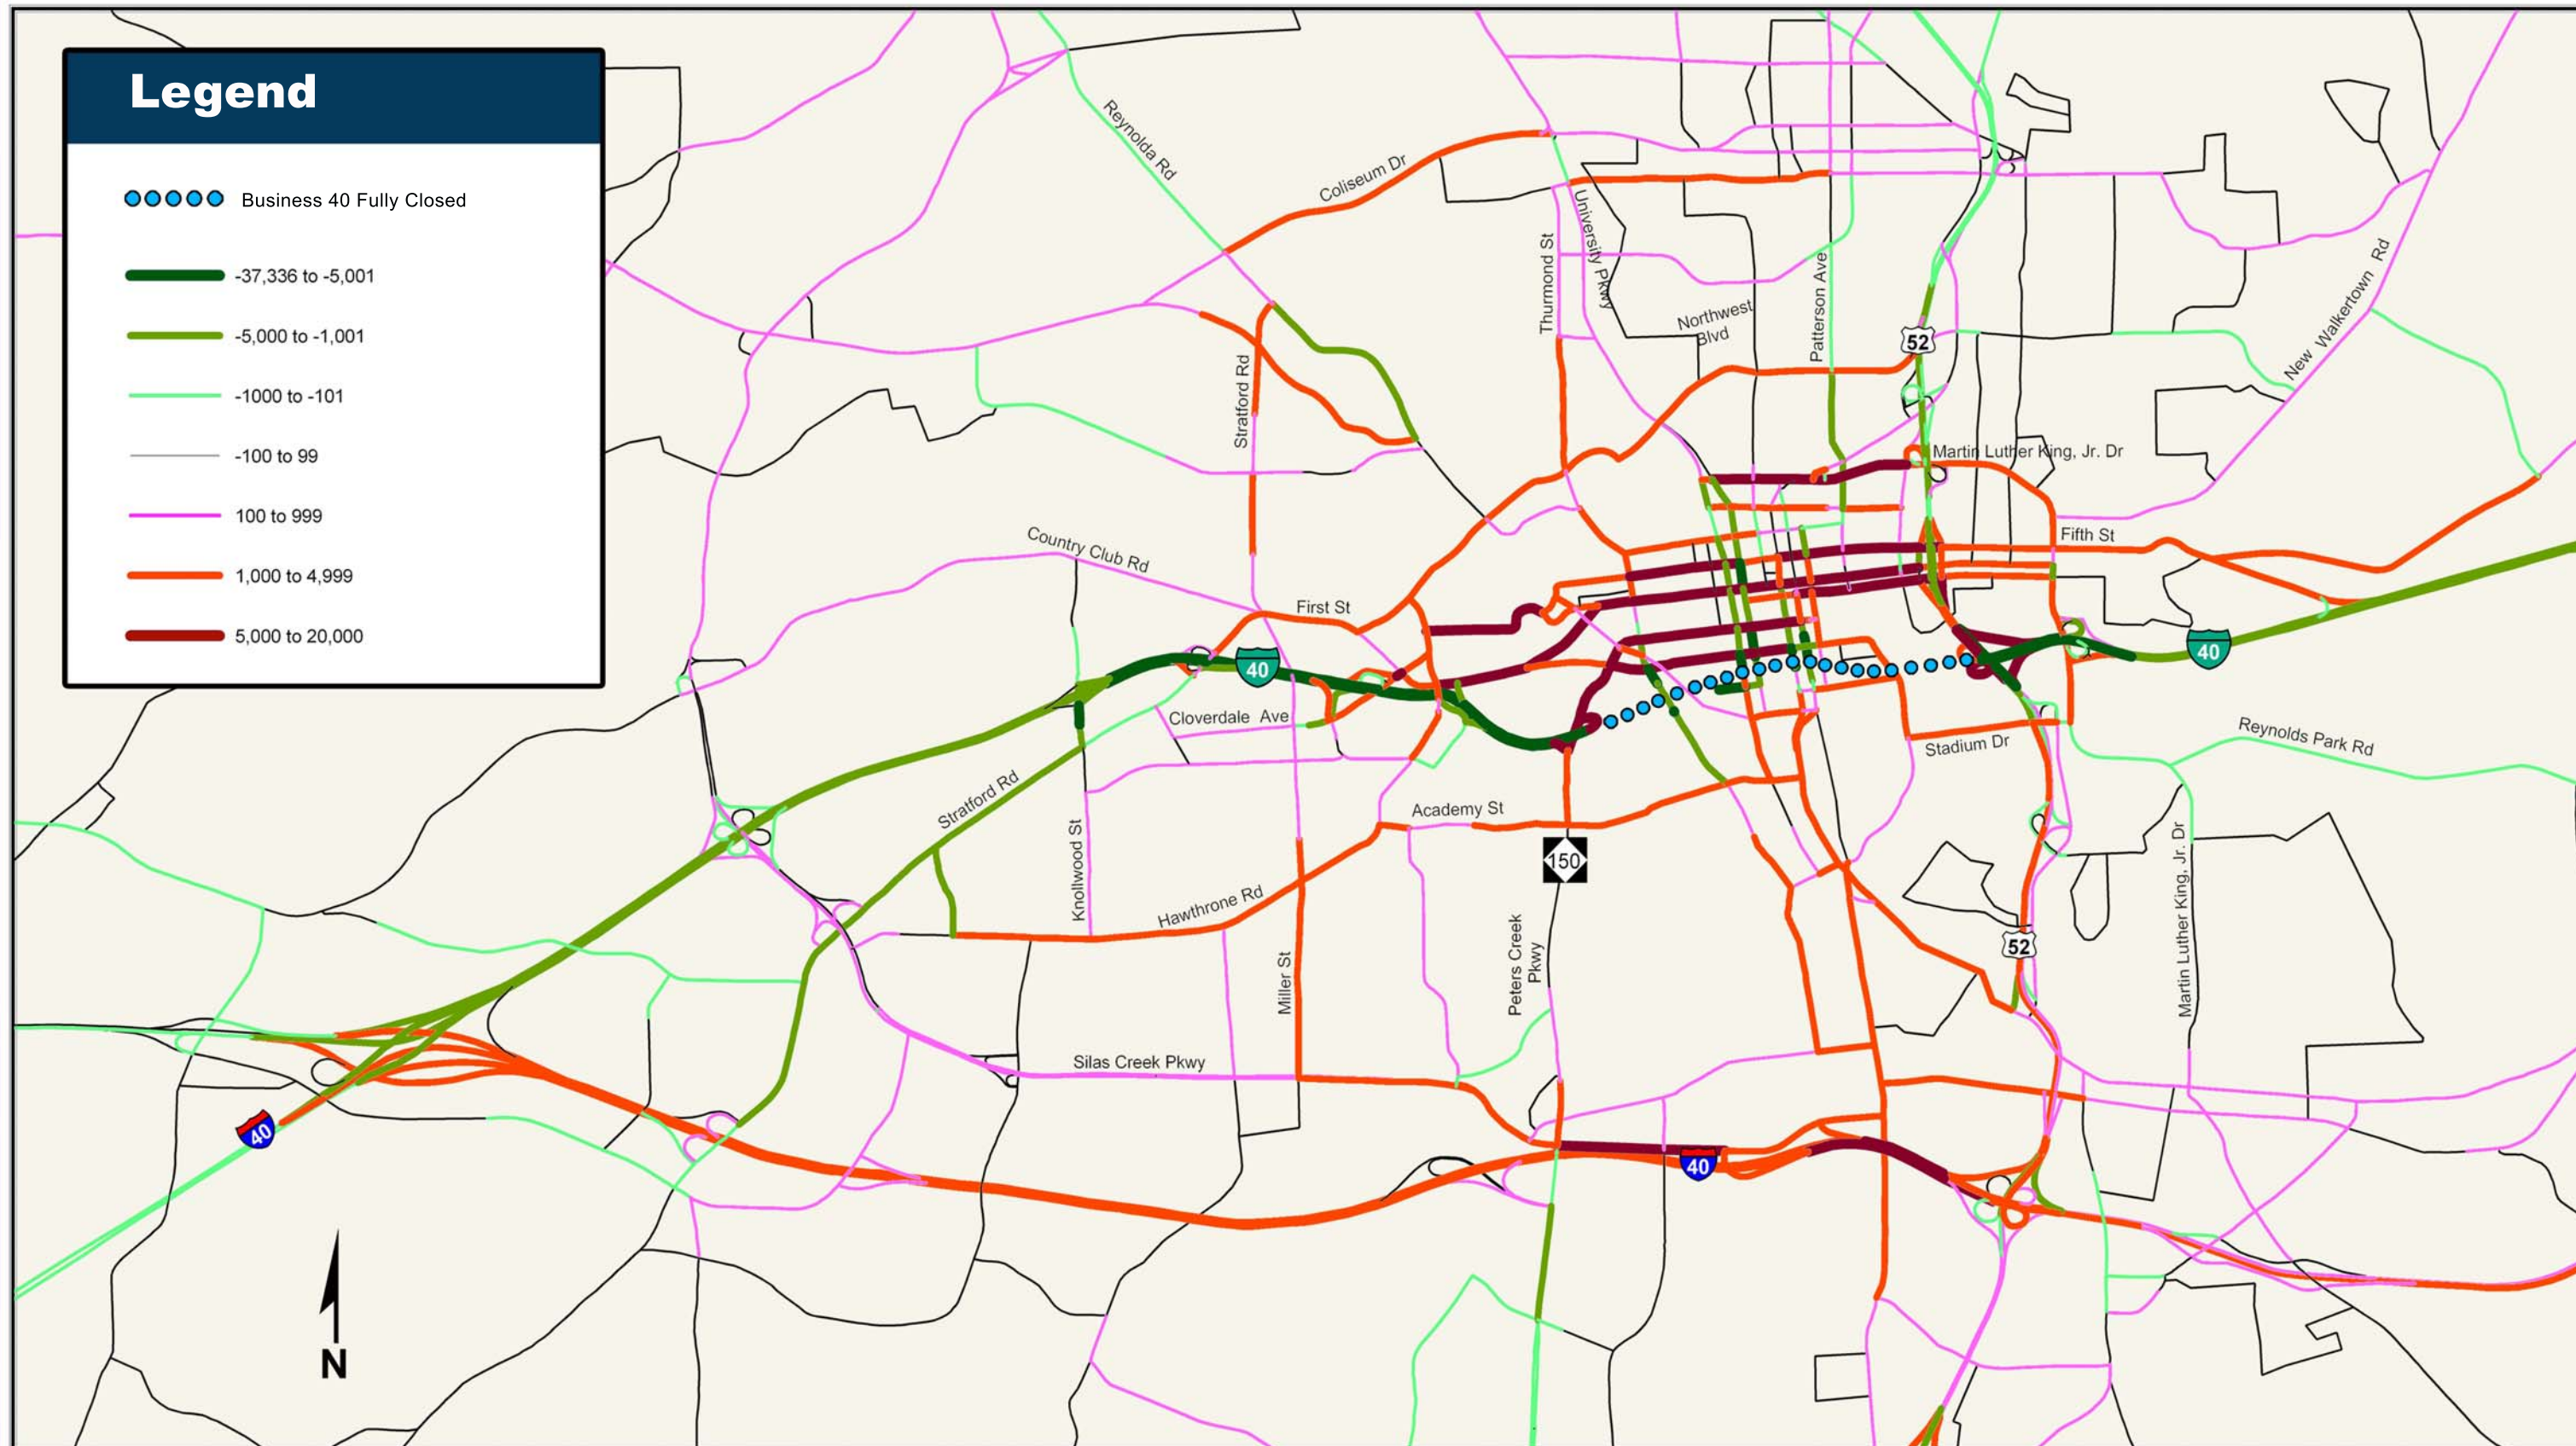 Legend
Business 40 Fully Closed
-37,336 to -5,001
-5,000 to -1,001
-1000 to -101
-100 to 99
100 to 999
1,000 to 4,999
5,000 to 20,000
Reynolda Rd
Coliseum Dr
University Pkwy
Thurmond St
Patterson Ave
Northwest
Blvd
52
New Walkertown Rd
Stratford Rd
Martin Luther King, Jr. Dr
Fifth St
Country Club Rd
First St
40
40
Cloverdale Ave
Stadium Dr
Reynolds Park Rd
Stratford Rd
Academy St
150
Knollwood St
Hawthrone Rd
Miller St
Peters Creek
Pkwy
Martin Luther King, Jr. Dr
52
Silas Creek Pkwy
40
40
N